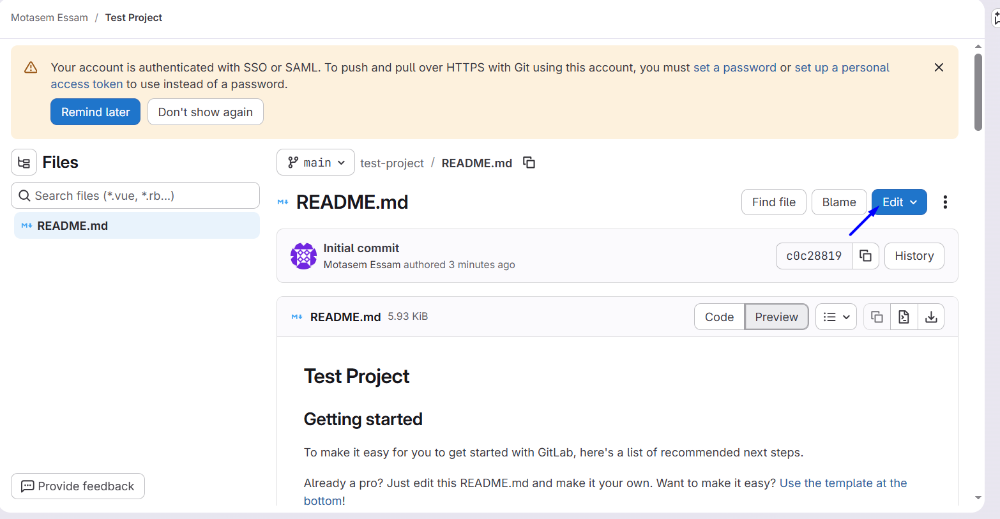 Motasem Essam / Test Project
Your account is authenticated with SSO or SAML. To push and pull over HTTPS with Git using this account, you must set a password or set up a personal
access token to use instead of a password.
Remind later
Don't show again
Files
main
test-project / README.md
Search files (*.vue, *.rb...)
README.md
README.md
Find file
Blame
Edit
Initial commit
Motasem Essam authored 3 minutes ago
c0c28819
History
README.md 5.93 KiB
Code
Preview
Test Project
Getting started
To make it easy for you to get started with GitLab, here's a list of recommended next steps.
Already a pro? Just edit this README.md and make it your own. Want to make it easy? Use the template at the
bottom!
Provide feedback